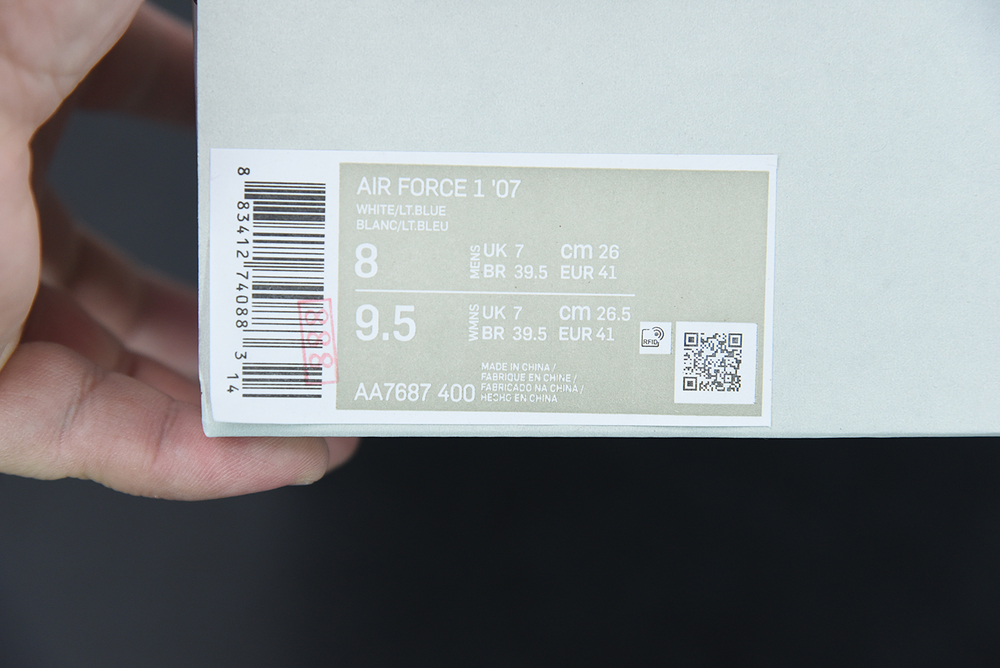 8 83412 74088 3 14
AIR FORCE 1 '07
WHITE/LT.BLUE
BLANC/LT.BLEU
8
MENS
UK 7 cm 26
BR 39.5 EUR 41
9.5
WMNS
UK 7 cm 26.5
BR 39.5 EUR 41
RFID
AA7687 400
MADE IN CHINA /
FABRIQUE EN CHINE /
FABRICADO NA CHINA /
HECHO EN CHINA
888